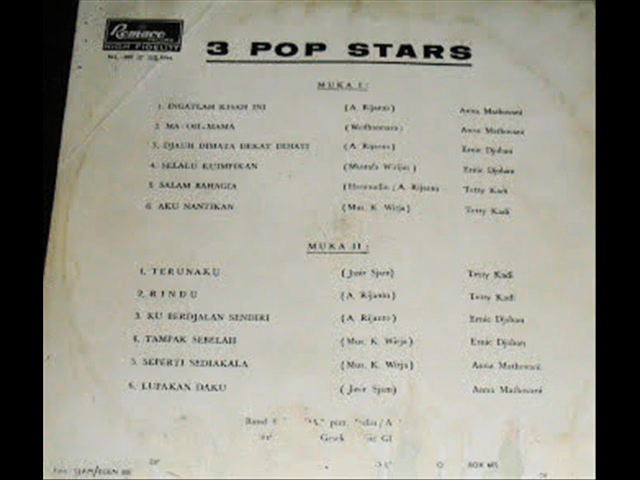 Remaco
HIGH FIDELITY
3 POP STARS
MUKA I :
1. INGATLAH KISAH INI (A. Rijanto) Anna Mathovani
2. MA-OH-MAMA Anna Mathovani
3. DJAUH DIMATA DEKAT DIHATI (A. Rijanto) Ernie Djohan
4. SELALU KUIMPIKAN Ernie Djohan
5. SALAM BAHAGIA (A. Rijanto Tetty Kadi
6. AKU NANTIKAN (Mus. K. Wirja) Tetty Kadi
MUKA II :
1. TERUNAKU (Jasir Sjam) Tetty Kadi
2. RINDU (A. Rijanto) Tetty Kadi
3. KU BERDJALAN SENDIRI (A. Rijanto) Ernie Djohan
4. TAMPAK SEBELAH (Mus. K. Wirja) Ernie Djohan
5. SEPERTI SEDIAKALA (Mus. K. Wirja) Anna Mathovani
6. LUPAKAN DAKU (Jasir Sjam) Anna Mathovani
Band
Gesek